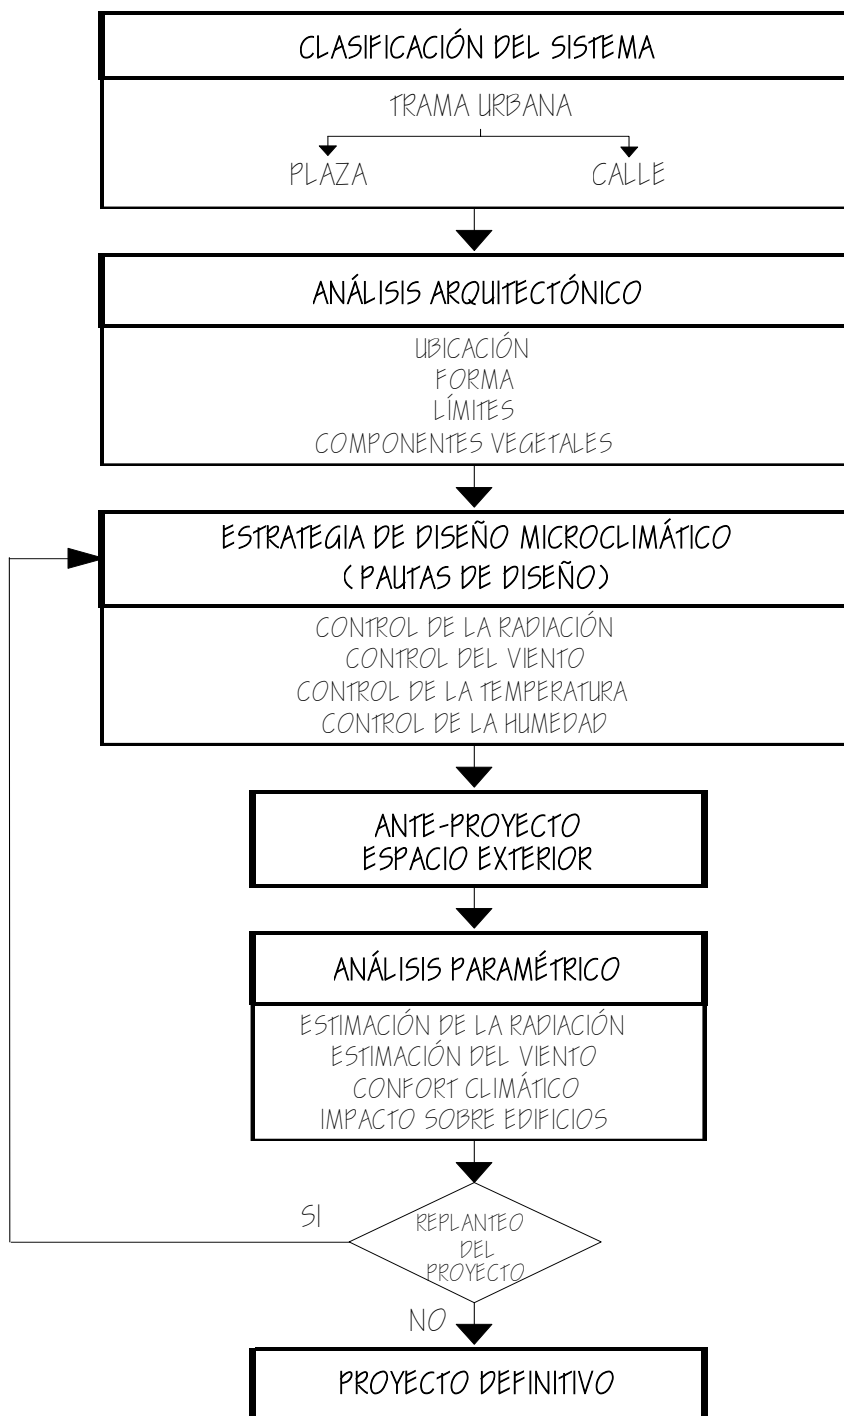 CLASIFICACIÓN DEL SISTEMA
TRAMA URBANA
PLAZA
CALLE
ANÁLISIS ARQUITECTÓNICO
UBICACIÓN
FORMA
LÍMITES
COMPONENTES VEGETALES
ESTRATEGIA DE DISEÑO MICROCLIMÁTICO
(PAUTAS DE DISEÑO)
CONTROL DE LA RADIACIÓN
CONTROL DEL VIENTO
CONTROL DE LA TEMPERATURA
CONTROL DE LA HUMEDAD
ANTE-PROYECTO
ESPACIO EXTERIOR
ANÁLISIS PARAMÉTRICO
ESTIMACIÓN DE LA RADIACIÓN
ESTIMACIÓN DEL VIENTO
CONFORT CLIMÁTICO
IMPACTO SOBRE EDIFICIOS
SI
REPLANTEO
DEL
PROYECTO
NO
PROYECTO DEFINITIVO